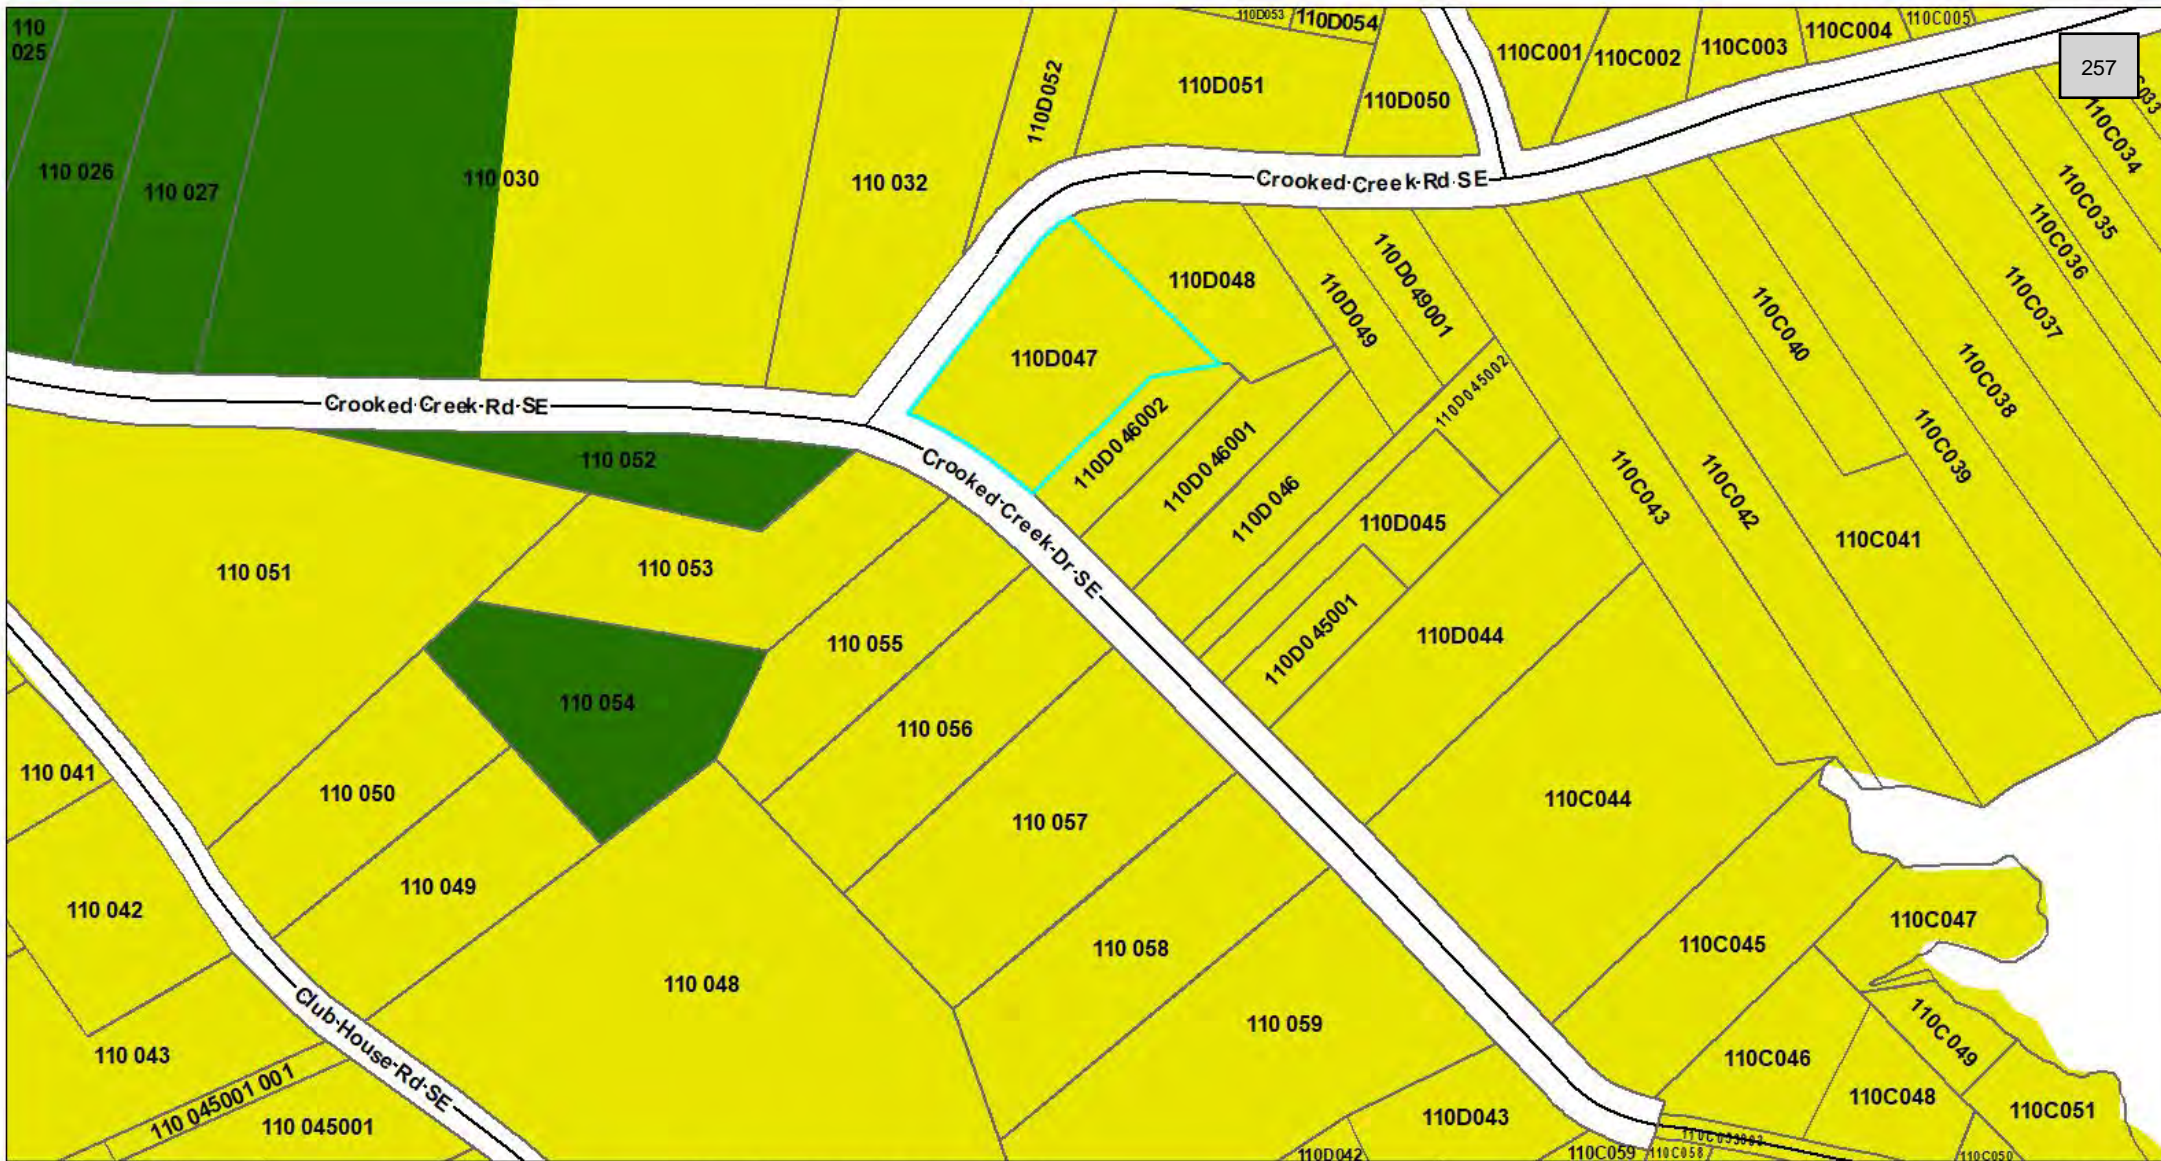 110
025
110D053
110D054
110C005
110C004
110C001
110C002
110C003
257
110D052
110D051
110D050
110C034
110 026
110 027
110 030
110 032
Crooked Creek Rd SE
110C035
110C036
110C037
110D048
110D049001
110D049
110C040
110C038
110D047
110D045002
110C039
Crooked Creek Rd SE
110 052
Crooked Creek Dr SE
110D046002
110D046001
110D046
110D045
110C043
110C042
110C041
110 051
110 053
110D045001
110D044
110 055
110 054
110 056
110 041
110 050
110 057
110C044
110 049
110 042
110 058
110C045
110C047
110 048
Club House Rd SE
110 043
110 059
110C046
110C049
110 045001 001
110 045001
110D043
110C048
110C051
110D042
110C059
110C058
110C050